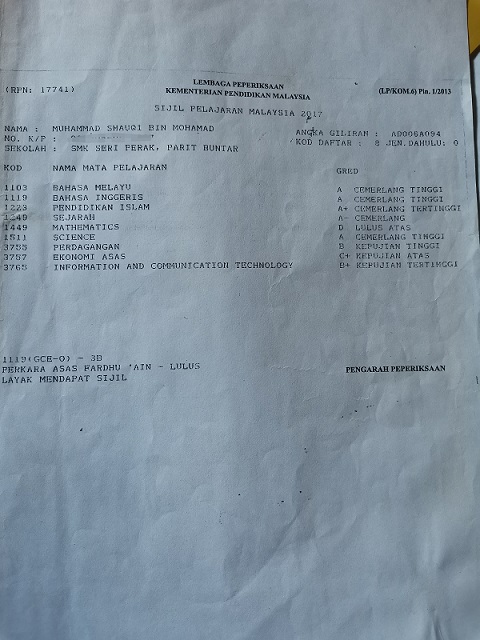 LEMBAGA PEPERIKSAAN
(RPN: 17741) KEMENTERIAN PENDIDIKAN MALAYSIA (LP/KOM.6) Pin. 1/2013
SIJIL PELAJARAN MALAYSIA 2017
NAMA : MUHAMMAD SHAUQI BIN MOHAMAD ANGKA GILIRAN : AD006A094
NO. K/P : KOD DAFTAR : 8 JEN.DAHULU: 0
SEKOLAH : SMK SERI PERAK, PARIT BUNTAR
KOD NAMA MATA PELAJARAN GRED
1103 BAHASA MELAYU A CEMERLANG TINGGI
1119 BAHASA INGGERIS A CEMERLANG TINGGI
1223 PENDIDIKAN ISLAM A+ CEMERLANG TERTINGGI
1249 SEJARAH A- CEMERLANG
1449 MATHEMATICS D LULUS ATAS
1511 SCIENCE A CEMERLANG TINGGI
3755 PERDAGANGAN B KEPUJIAN TINGGI
3757 EKONOMI ASAS C+ KEPUJIAN ATAS
3765 INFORMATION AND COMMUNICATION TECHNOLOGY B+ KEPUJIAN TERTINGGI
1119(GCE-O) - 3B
PERKARA ASAS FARDHU 'AIN - LULUS PENGARAH PEPERIKSAAN
LAYAK MENDAPAT SIJIL